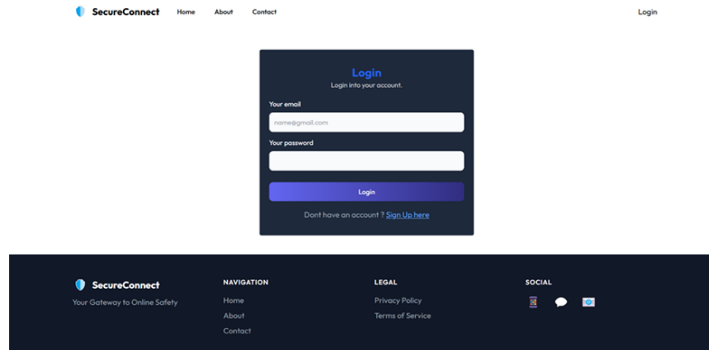 SecureConnect Home About Contact Login
Login
Login into your account.
Your email
name@gmail.com
Your password
Login
Dont have an account ? Sign Up here
SecureConnect
Your Gateway to Online Safety
NAVIGATION
Home
About
Contact
LEGAL
Privacy Policy
Terms of Service
SOCIAL